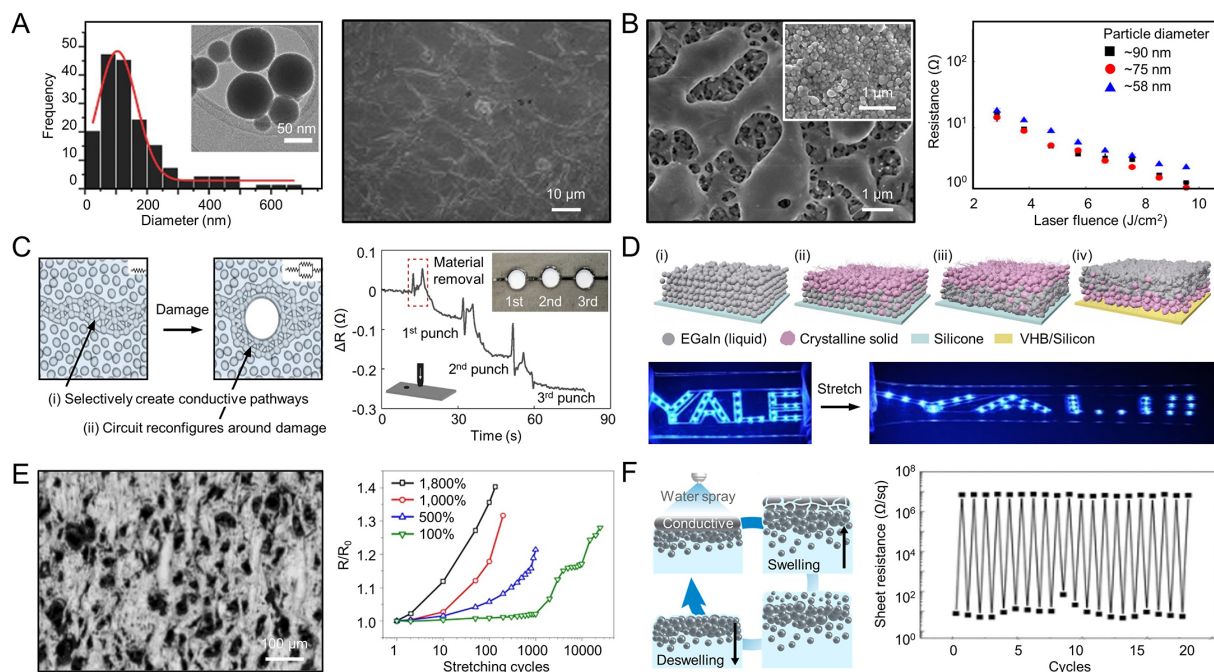 A
Frequency
50
40
30
20
10
0
50 nm
0 200 400 600
Diameter (nm)
10 µm
B
1 µm
1 µm
Resistance (Ω)
10²
10¹
10⁰
Particle diameter
~90 nm
~75 nm
~58 nm
2 4 6 8 10
Laser fluence (J/cm²)
C
Damage
(i) Selectively create conductive pathways
(ii) Circuit reconfigures around damage
ΔR (Ω)
0.1
0
-0.1
-0.2
-0.3
Material
removal
1st 2nd 3rd
1st punch
2nd punch
3rd punch
0 30 60 90
Time (s)
D
(i) (ii) (iii) (iv)
EGaIn (liquid) Crystalline solid Silicone VHB/Silicon
YALE
Stretch
YALE
E
100 µm
R/R0
1.4
1.3
1.2
1.1
1.0
1,800%
1,000%
500%
100%
1 10 100 1000 10000
Stretching cycles
F
Water spray
Conductive
Swelling
Deswelling
Sheet resistance (Ω/sq)
10⁸
10⁶
10⁴
10²
10⁰
0 5 10 15 20
Cycles